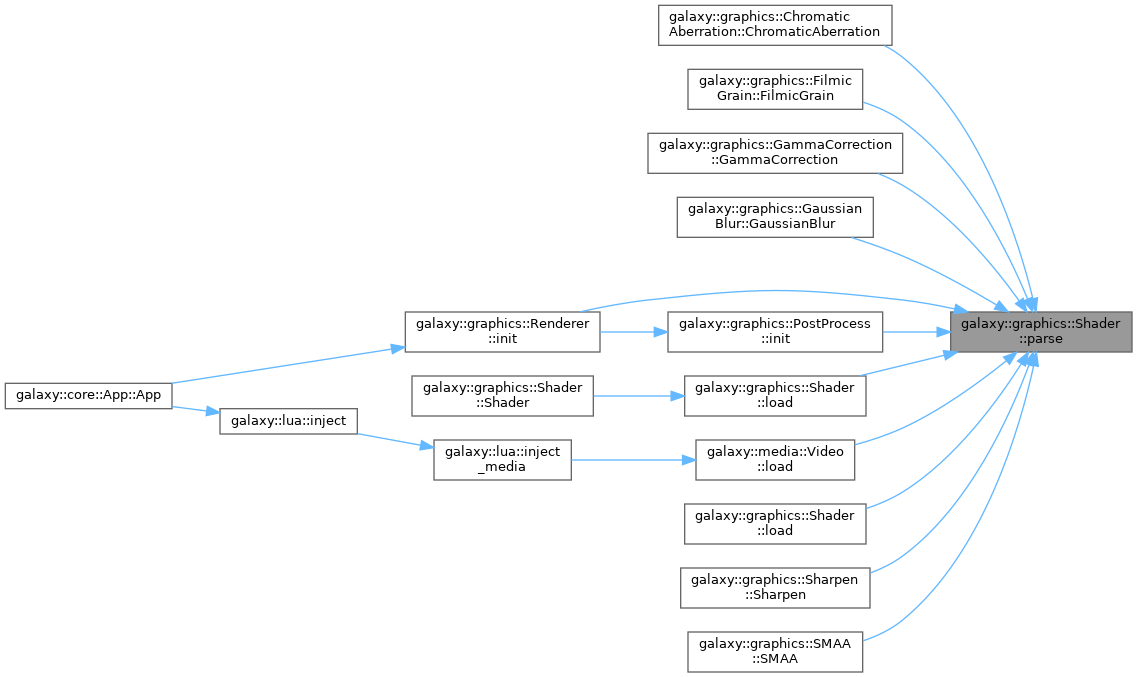 galaxy::graphics::Chromatic
Aberration::ChromaticAberration
galaxy::graphics::Filmic
Grain::FilmicGrain
galaxy::graphics::GammaCorrection
::GammaCorrection
galaxy::graphics::Gaussian
Blur::GaussianBlur
galaxy::graphics::Renderer
::init
galaxy::graphics::PostProcess
::init
galaxy::graphics::Shader
::parse
galaxy::core::App::App
galaxy::graphics::Shader
::Shader
galaxy::graphics::Shader
::load
galaxy::lua::inject
galaxy::lua::inject
_media
galaxy::media::Video
::load
galaxy::graphics::Shader
::load
galaxy::graphics::Sharpen
::Sharpen
galaxy::graphics::SMAA
::SMAA